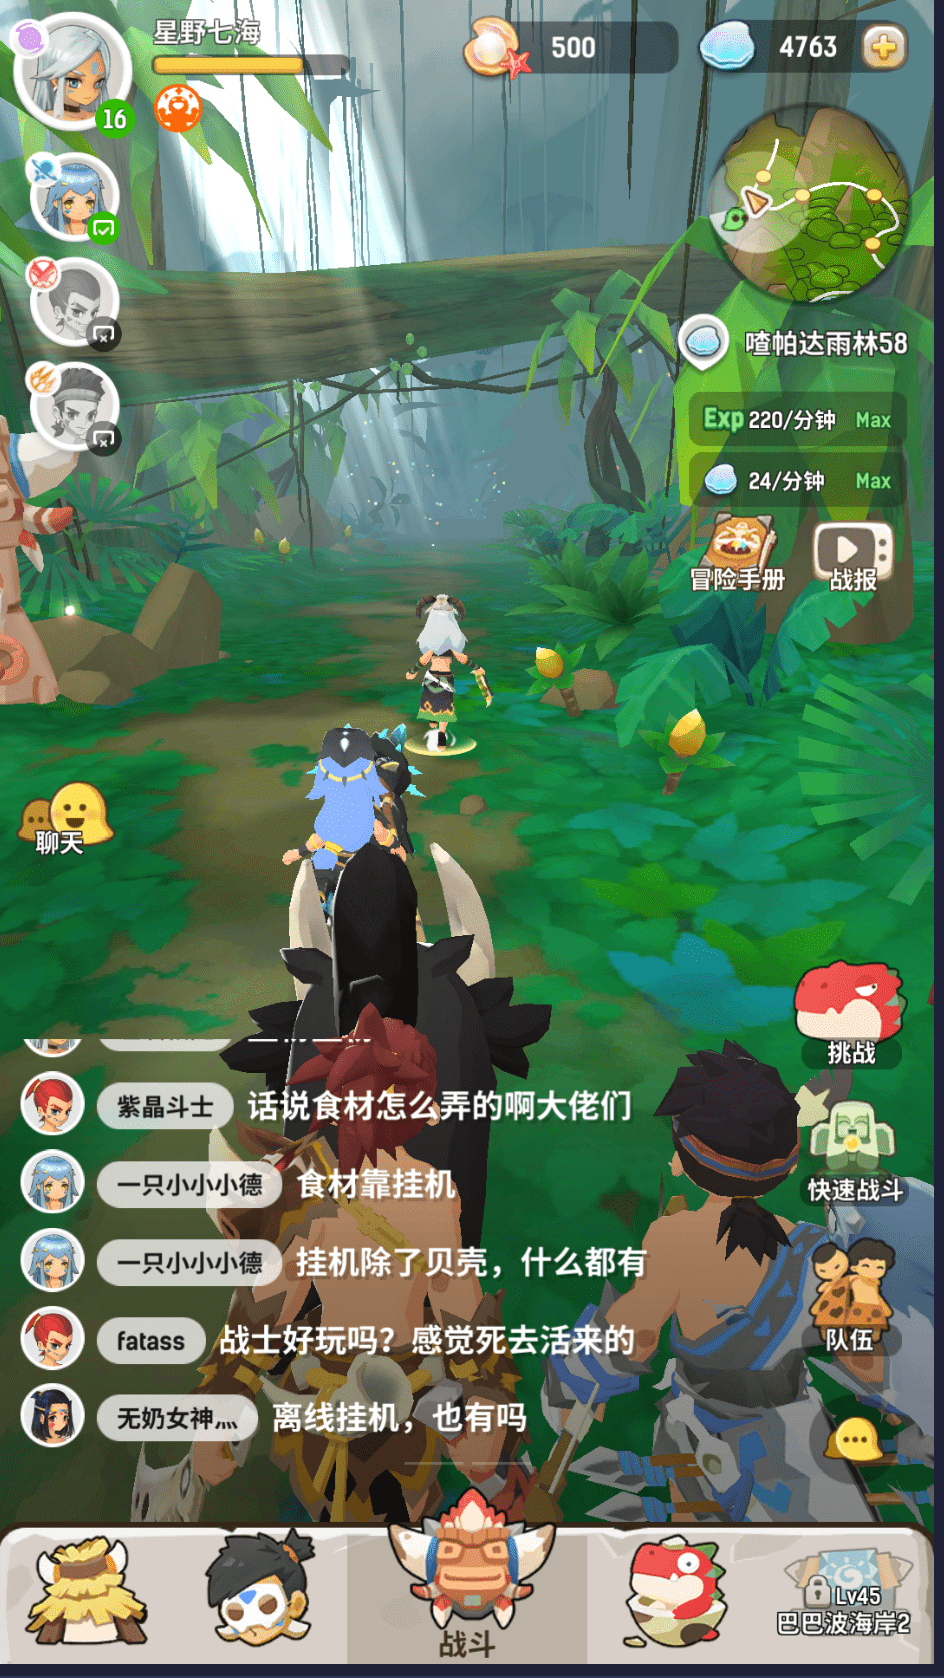 星野七海
500
4763
16
喳帕达雨林58
Exp 220/分钟 Max
24/分钟 Max
冒险手册
战报
聊天
挑战
紫晶斗士 话说食材怎么弄的啊大佬们
快速战斗
一只小小小德 食材靠挂机
一只小小小德 挂机除了贝壳，什么都有
队伍
fatass 战士好玩吗？感觉死去活来的
无奶女神灬 离线挂机，也有吗
战斗
Lv45
巴巴波海岸2